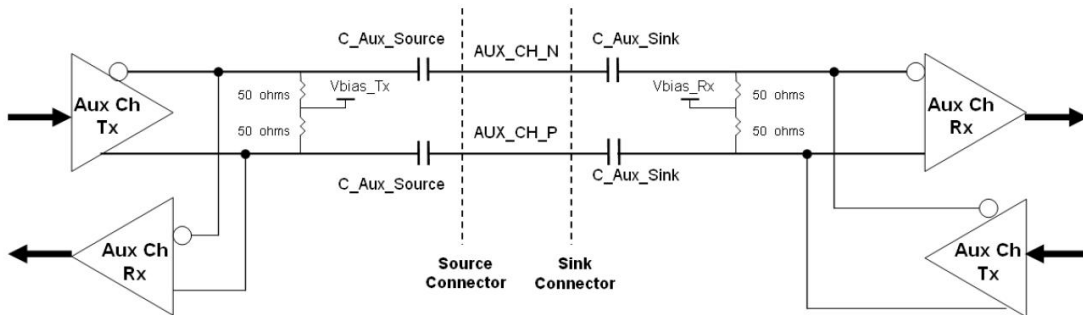 C_Aux_Source
AUX_CH_N
C_Aux_Sink
Aux Ch
Tx
50 ohms
Vbias_Tx
50 ohms
Vbias_Rx
50 ohms
50 ohms
Aux Ch
Rx
AUX_CH_P
C_Aux_Source
C_Aux_Sink
Aux Ch
Rx
Source
Connector
Sink
Connector
Aux Ch
Tx